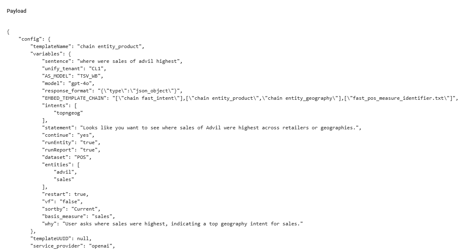 Payload
{
"config": {
"templateName": "chain entity_product",
"variables": {
"sentence": "where were sales of advil highest",
"unify_tenant": "CL1",
"AS_MODEL": "TSV_WB",
"model": "gpt-4o",
"response_format": "{\"type\":\"json_object\"}",
"EMBED_TEMPLATE_CHAIN": "[\"chain fast_intent\"],[\"chain entity_product\",\"chain entity_geography\"],[\"fast_pos_measure_identifier.txt\"]",
"intents": [
"topngeog"
],
"statement": "Looks like you want to see where sales of Advil were highest across retailers or geographies.",
"continue": "yes",
"runEntity": "true",
"runReport": "true",
"dataset": "POS",
"entities": [
"advil",
"sales"
],
"restart": true,
"vf": "false",
"sortby": "Current",
"basis_measure": "sales",
"why": "User asks where sales were highest, indicating a top geography intent for sales."
},
"templateUUID": null,
"service_provider": "openai",